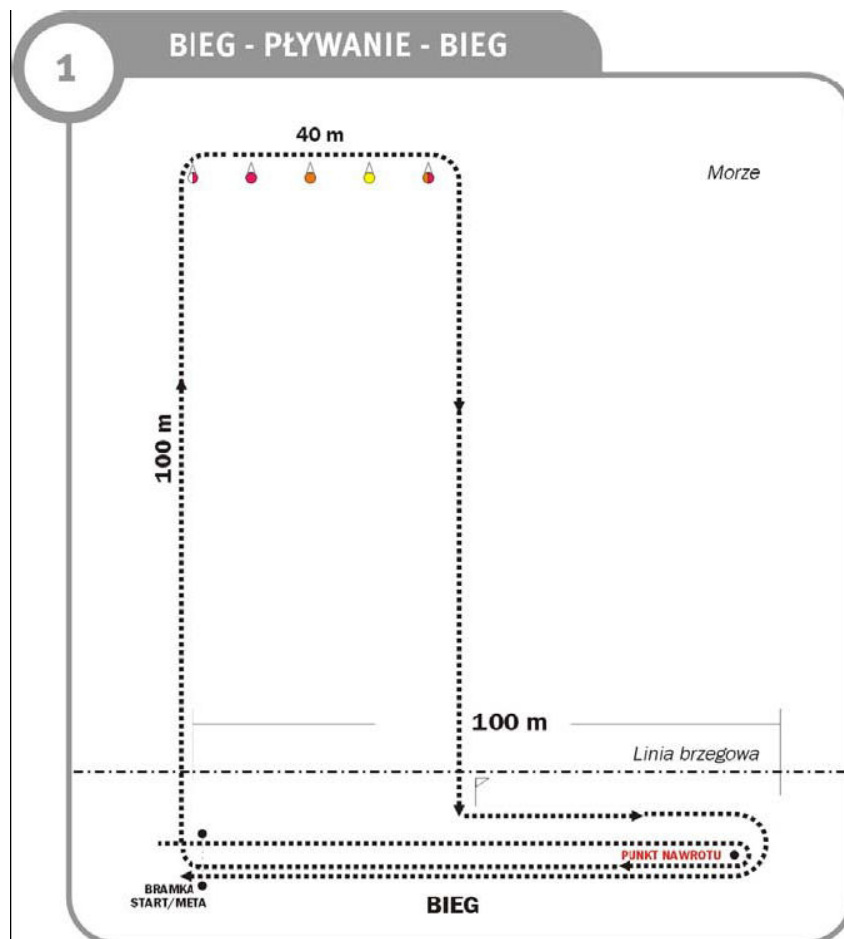 1
BIEG - PŁYWANIE - BIEG
40 m
Morze
100 m
100 m
Linia brzegowa
PUNKT NAWROTU
BRAMKA
START/META
BIEG